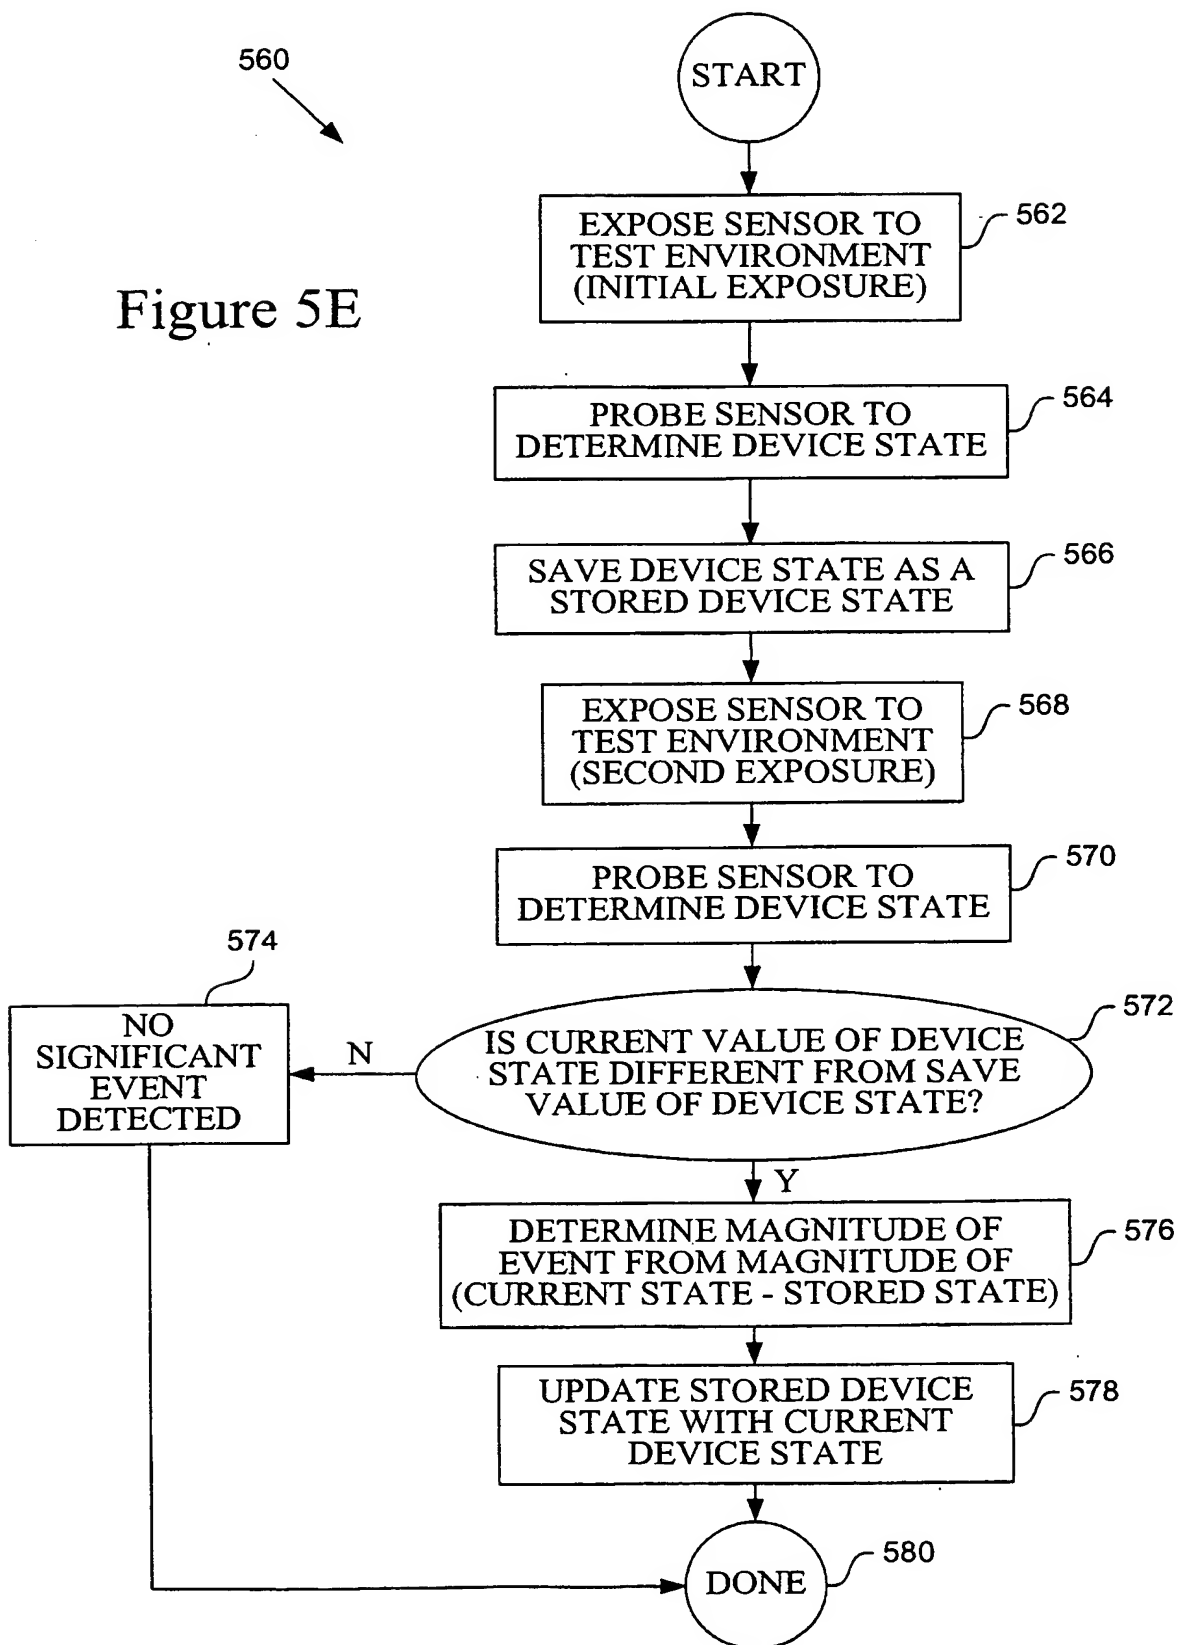 560
START
562
EXPOSE SENSOR TO
TEST ENVIRONMENT
(INITIAL EXPOSURE)
Figure 5E
564
PROBE SENSOR TO
DETERMINE DEVICE STATE
566
SAVE DEVICE STATE AS A
STORED DEVICE STATE
568
EXPOSE SENSOR TO
TEST ENVIRONMENT
(SECOND EXPOSURE)
570
PROBE SENSOR TO
DETERMINE DEVICE STATE
574
NO
SIGNIFICANT
EVENT
DETECTED
N
572
IS CURRENT VALUE OF DEVICE
STATE DIFFERENT FROM SAVE
VALUE OF DEVICE STATE?
Y
576
DETERMINE MAGNITUDE OF
EVENT FROM MAGNITUDE OF
(CURRENT STATE - STORED STATE)
578
UPDATE STORED DEVICE
STATE WITH CURRENT
DEVICE STATE
580
DONE